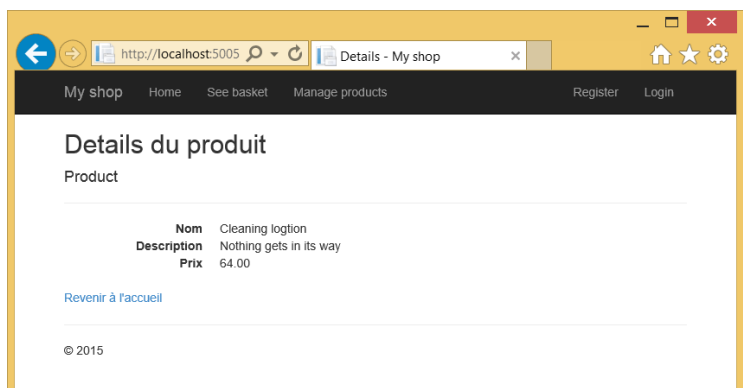 http://localhost:5005
Details - My shop
My shop Home See basket Manage products Register Login
Details du produit
Product
Nom Cleaning logtion
Description Nothing gets in its way
Prix 64.00
Revenir à l'accueil
© 2015